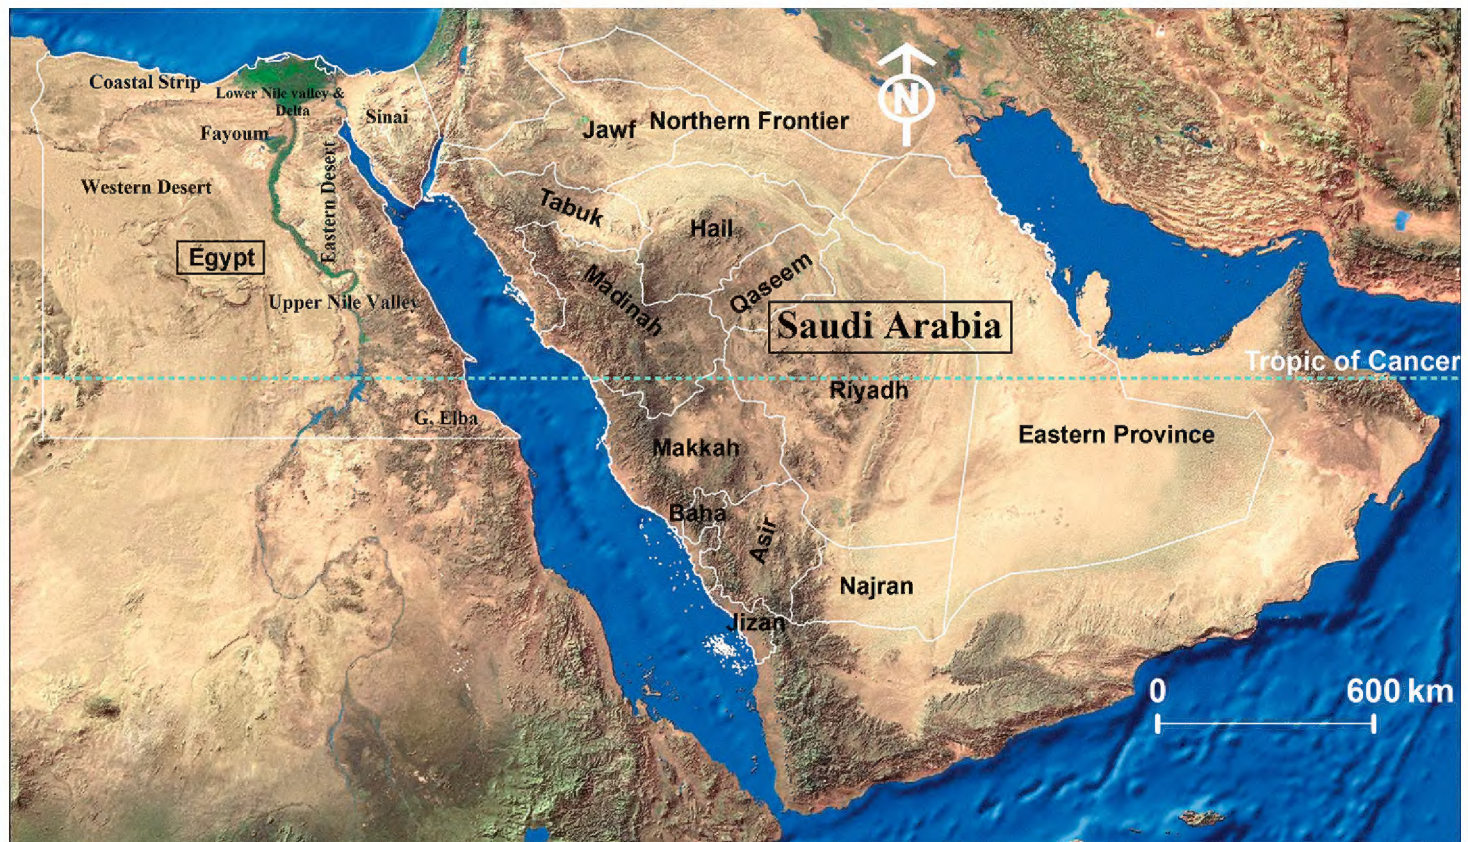 Coastal Strip
Lower Nile valley &
Delta
Sinai
Fayoum
Western Desert
Eastern Desert
Egypt
Upper Nile Valley
G. Elba
N
Jawf
Northern Frontier
Tabuk
Hail
Madinah
Qaseem
Saudi Arabia
Tropic of Cancer
Riyadh
Eastern Province
Makkah
Baha
Asir
Najran
Jizan
0
600 km